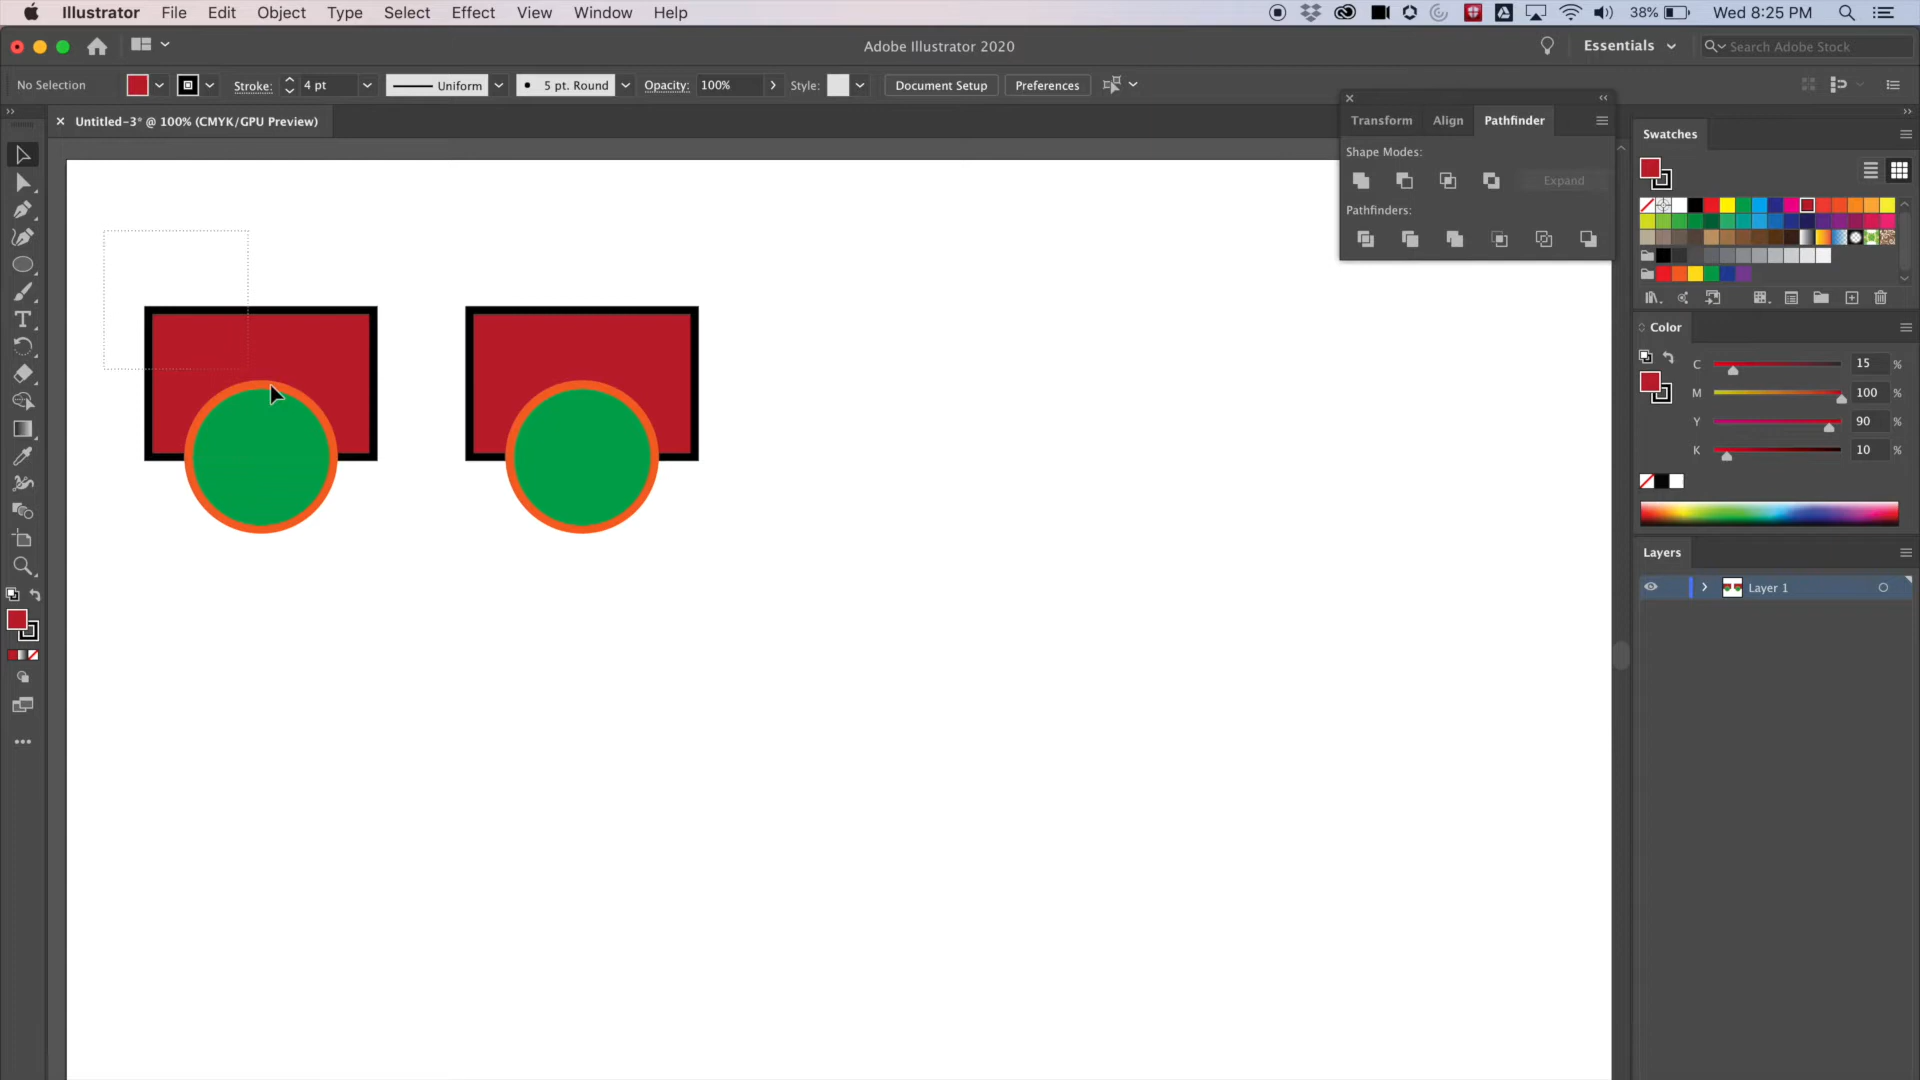 Illustrator File Edit Object Type Select Effect View Window Help 38% Wed 8:25 PM
Adobe Illustrator 2020 Essentials Search Adobe Stock
No Selection Stroke: 4 pt Uniform 5 pt. Round Opacity: 100% Style: Document Setup Preferences
Untitled-3* @ 100% (CMYK/GPU Preview)
Transform Align Pathfinder
Shape Modes:
Expand
Pathfinders:
Swatches
Color
C 15 %
M 100 %
Y 90 %
K 10 %
Layers
Layer 1